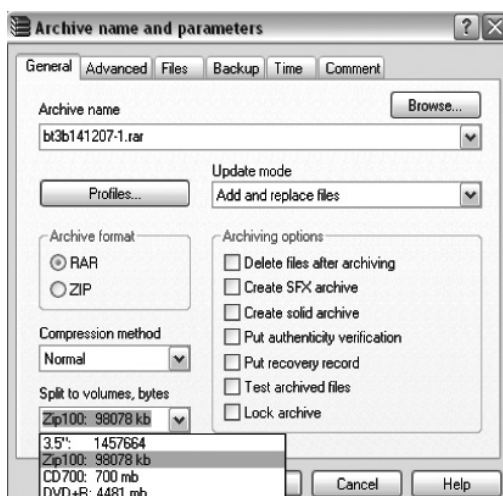 Archive name and parameters
General Advanced Files Backup Time Comment
Archive name
Browse...
bt3b141207-1.rar
Profiles...
Update mode
Add and replace files
Archive format
RAR
ZIP
Compression method
Normal
Split to volumes, bytes
Zip100: 98078 kb
3.5": 1457664
Zip100: 98078 kb
CD700: 700 mb
DVD+R: 4481 mb
Archiving options
Delete files after archiving
Create SFX archive
Create solid archive
Put authenticity verification
Put recovery record
Test archived files
Lock archive
Cancel Help